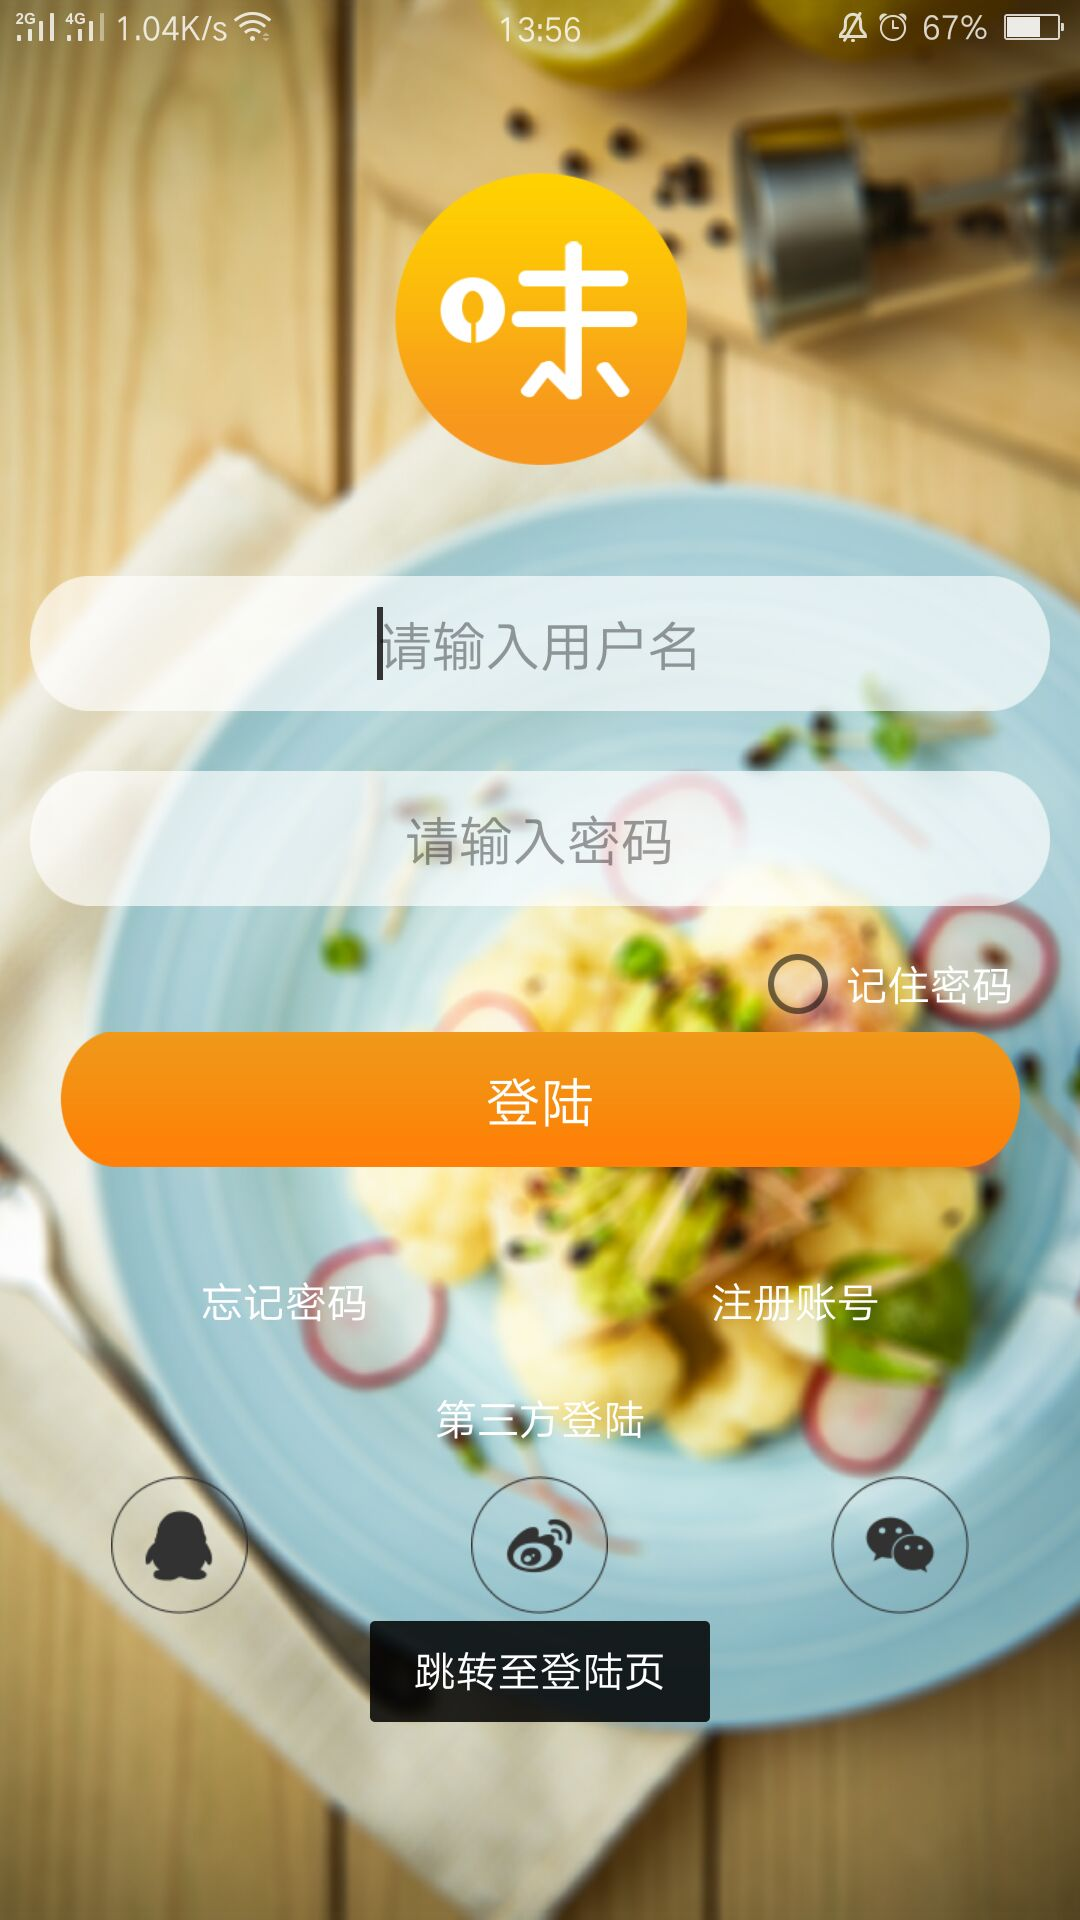 2G 4G 1.04K/s 13:56 67%
味
请输入用户名
请输入密码
记住密码
登陆
忘记密码 注册账号
第三方登陆
跳转至登陆页